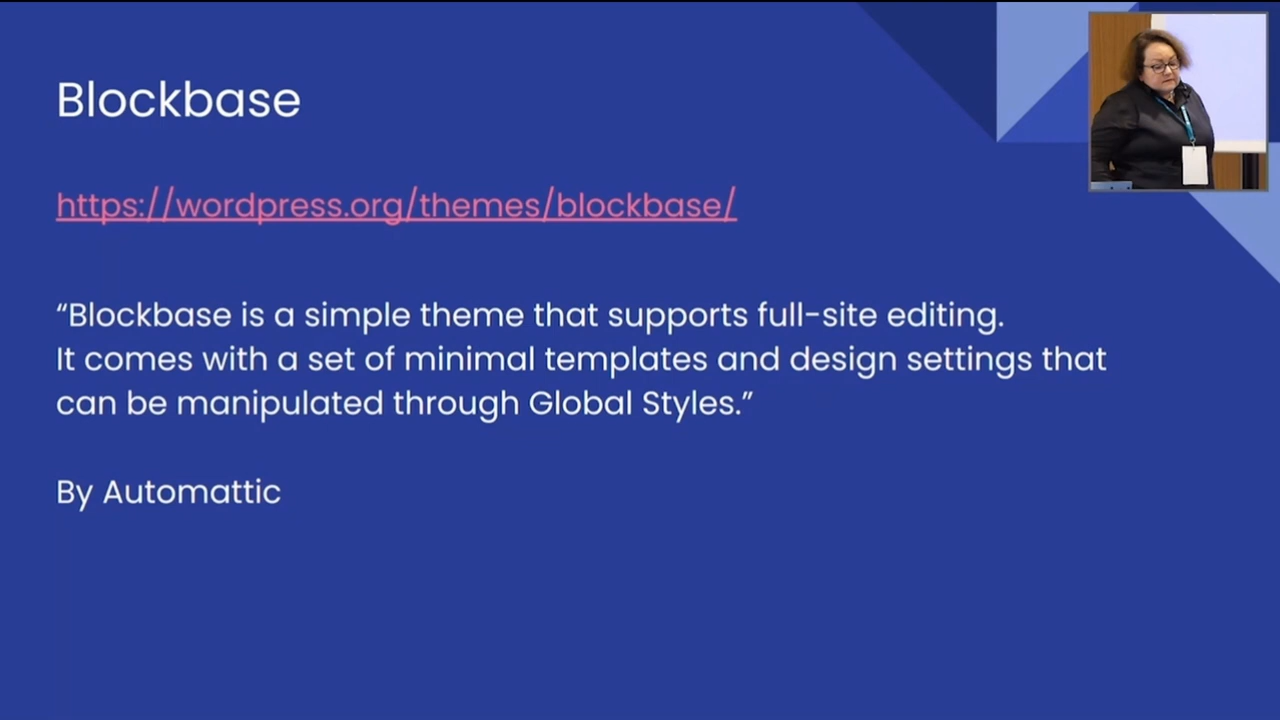 Blockbase
https://wordpress.org/themes/blockbase/
“Blockbase is a simple theme that supports full-site editing.
It comes with a set of minimal templates and design settings that
can be manipulated through Global Styles.”
By Automattic